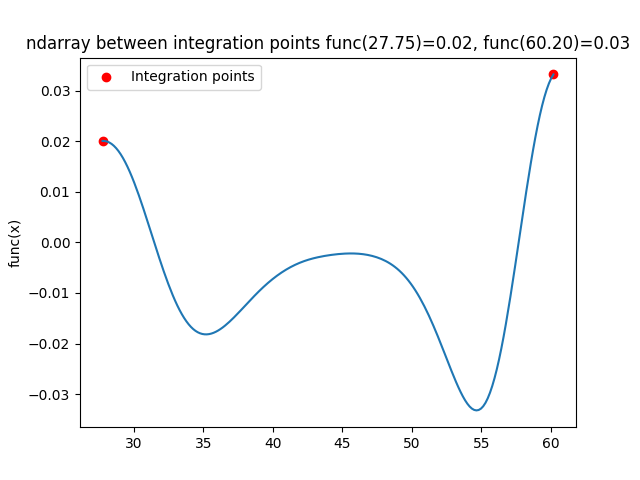 ndarray between integration points func(27.75)=0.02, func(60.20)=0.03
Integration points
func(x)
0.03
0.02
0.01
0.00
−0.01
−0.02
−0.03
30 35 40 45 50 55 60